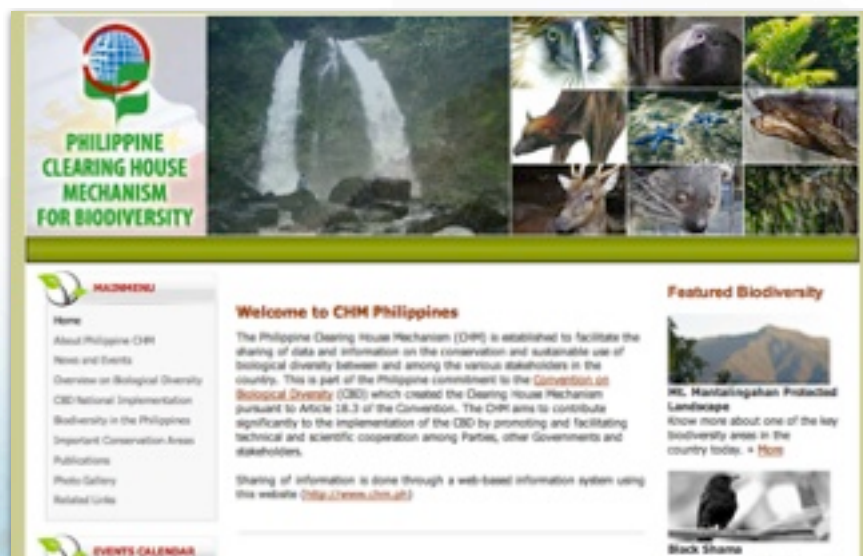 PHILIPPINE
CLEARING HOUSE
MECHANISM
FOR BIODIVERSITY
MAINMENU
Home
About Philippine CHM
News and Events
Overview on Biological Diversity
CBD National Implementation
Biodiversity in the Philippines
Important Conservation Areas
Publications
Photo Gallery
Related Links
EVENTS CALENDAR
Welcome to CHM Philippines
The Philippine Clearing House Mechanism (CHM) is established to facilitate the
sharing of data and information on the conservation and sustainable use of
biological diversity between and among the various stakeholders in the
country. This is part of the Philippine commitment to the Convention on
Biological Diversity (CBD) which created the Clearing House Mechanism
pursuant to Article 18.3 of the Convention. The CHM aims to contribute
significantly to the implementation of the CBD by promoting and facilitating
technical and scientific cooperation among Parties, other Governments and
stakeholders.
Sharing of information is done through a web-based information system using
this website (http://www.chm.ph)
Featured Biodiversity
Mt. Mantalingahan Protected
Landscape
Know more about one of the key
biodiversity areas in the
country today. » More
Black Shama